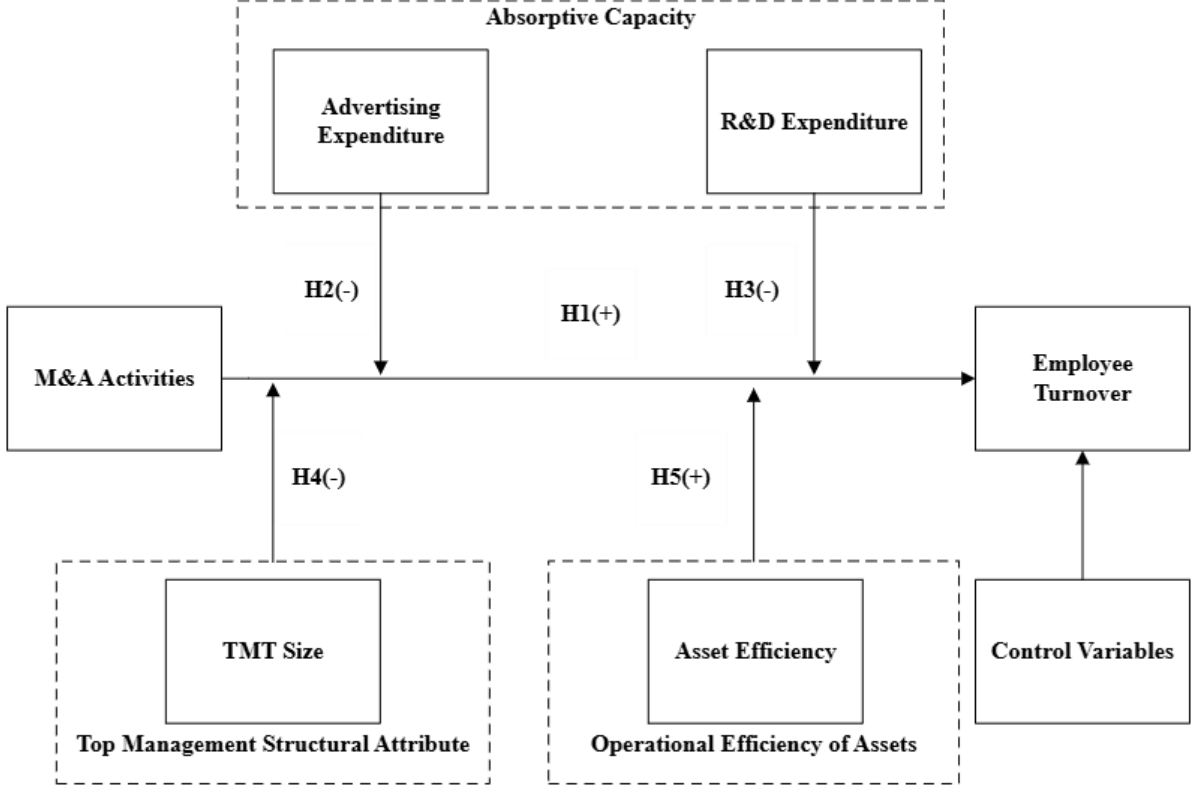 Absorptive Capacity
Advertising
Expenditure
R&D Expenditure
H2(-)
H1(+)
H3(-)
M&A Activities
Employee
Turnover
H4(-)
H5(+)
TMT Size
Asset Efficiency
Control Variables
Top Management Structural Attribute
Operational Efficiency of Assets